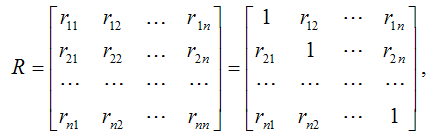 R = [ r₁₁ r₁₂ … r₁ₙ ] = [ 1 r₁₂ ⋯ r₁ₙ ]
[ r₂₁ r₂₂ … r₂ₙ ] [ r₂₁ 1 ⋯ r₂ₙ ]
[ … … … … ] [ … … ⋯ … ]
[ rₙ₁ rₙ₂ … rₙₙ ] [ rₙ₁ rₙ₂ ⋯ 1 ] ,